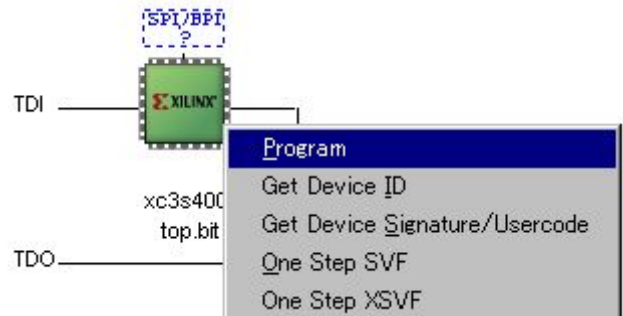 SPI/BPI
?
TDI
XILINX
Program
Get Device ID
xc3s400
top.bit
Get Device Signature/Usercode
TDO
One Step SVF
One Step XSVF